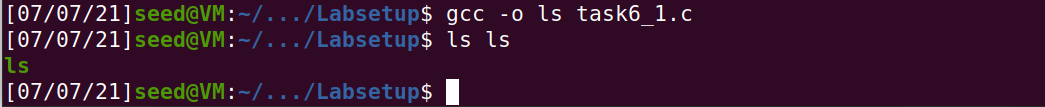 [07/07/21]seed@VM:~/.../Labsetup$ gcc -o ls task6_1.c
[07/07/21]seed@VM:~/.../Labsetup$ ls ls
ls
[07/07/21]seed@VM:~/.../Labsetup$